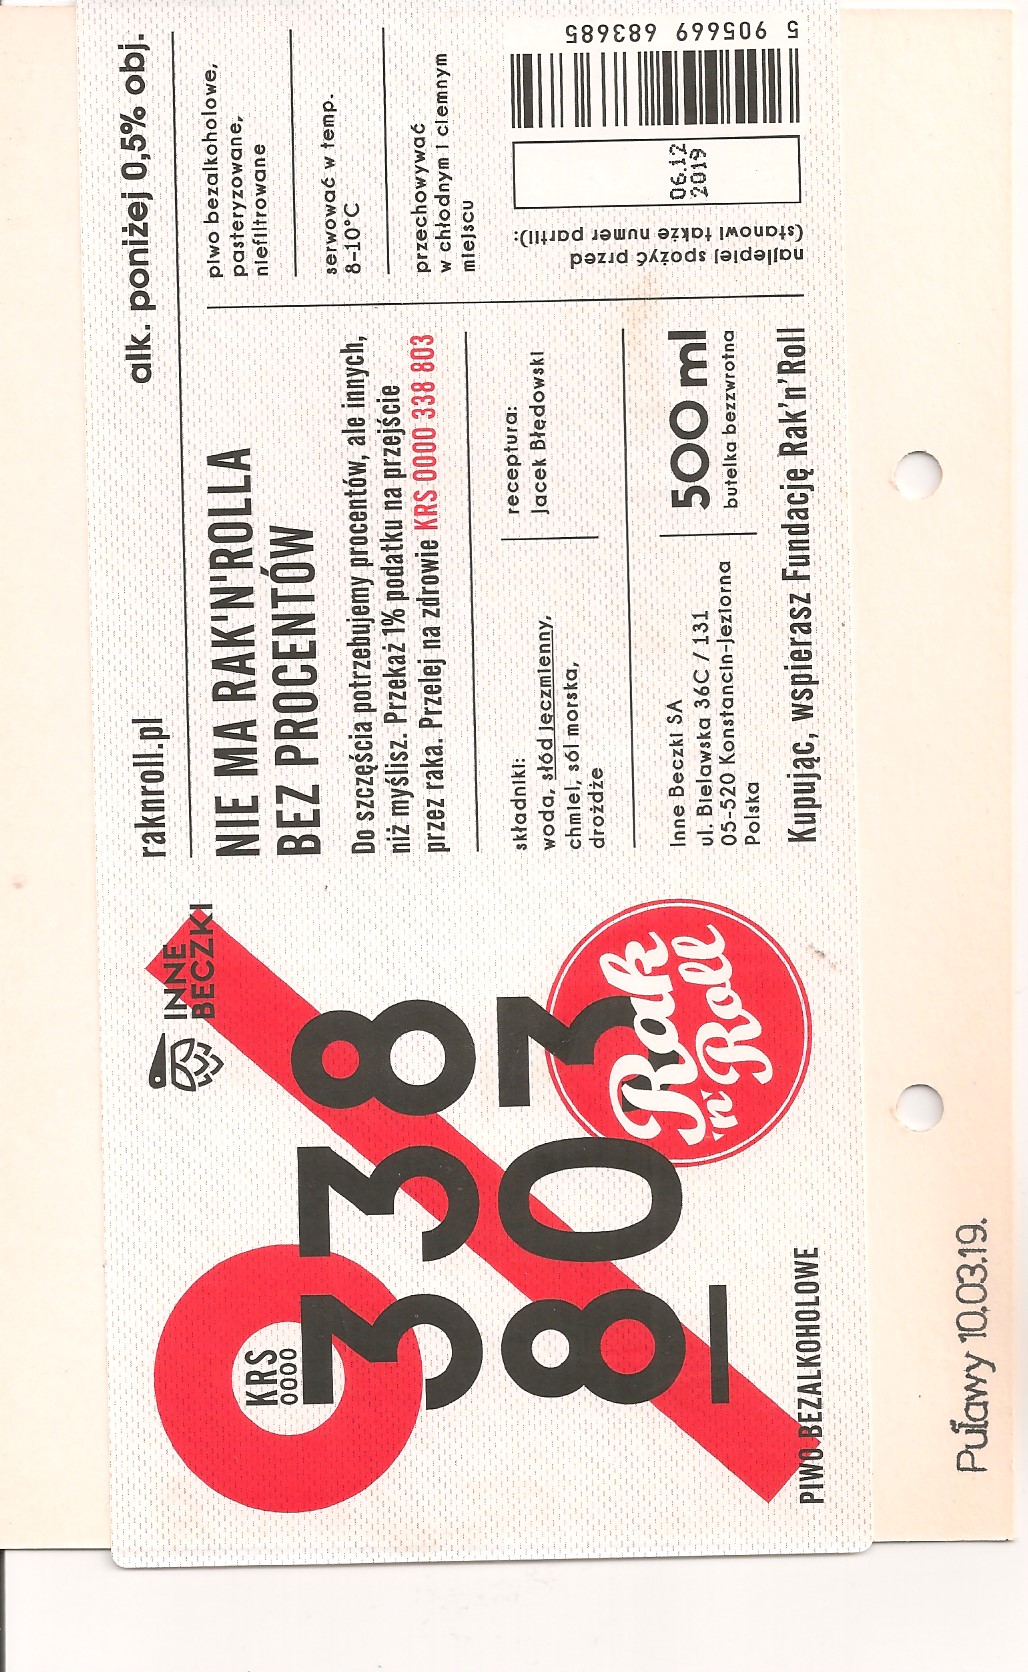 INNE
BECZKI
KRS
0000
338
803
Rak
'n'Roll
PIWO BEZALKOHOLOWE
raknroll.pl
alk. poniżej 0,5% obj.
NIE MA RAK'N'ROLLA
BEZ PROCENTÓW
Do szczęścia potrzebujemy procentów, ale innych,
niż myślisz. Przekaż 1% podatku na przejście
przez raka. Przelej na zdrowie KRS 0000 338 803
składniki:
woda, słód jęczmienny,
chmiel, sól morska,
drożdże
receptura:
Jacek Błędowski
Inne Beczki SA
ul. Bielawska 36C / 131
05-520 Konstancin-Jeziorna
Polska
500 ml
butelka bezzwrotna
Kupując, wspierasz Fundację Rak'n'Roll
piwo bezalkoholowe,
pasteryzowane,
niefiltrowane
serwować w temp.
8–10°C
przechowywać
w chłodnym i ciemnym
miejscu
najlepiej spożyć przed
(stanowi także numer partii):
06.12
2019
5 905669 683685
Puławy 10.03.19.